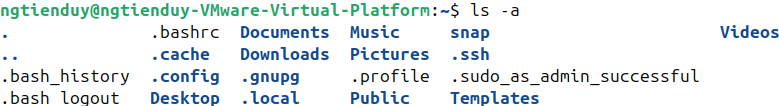 ngtienduy@ngtienduy-VMware-Virtual-Platform:~$ ls -a
. .bashrc Documents Music snap Videos
.. .cache Downloads Pictures .ssh
.bash_history .config .gnupg .profile .sudo_as_admin_successful
.bash_logout Desktop .local Public Templates